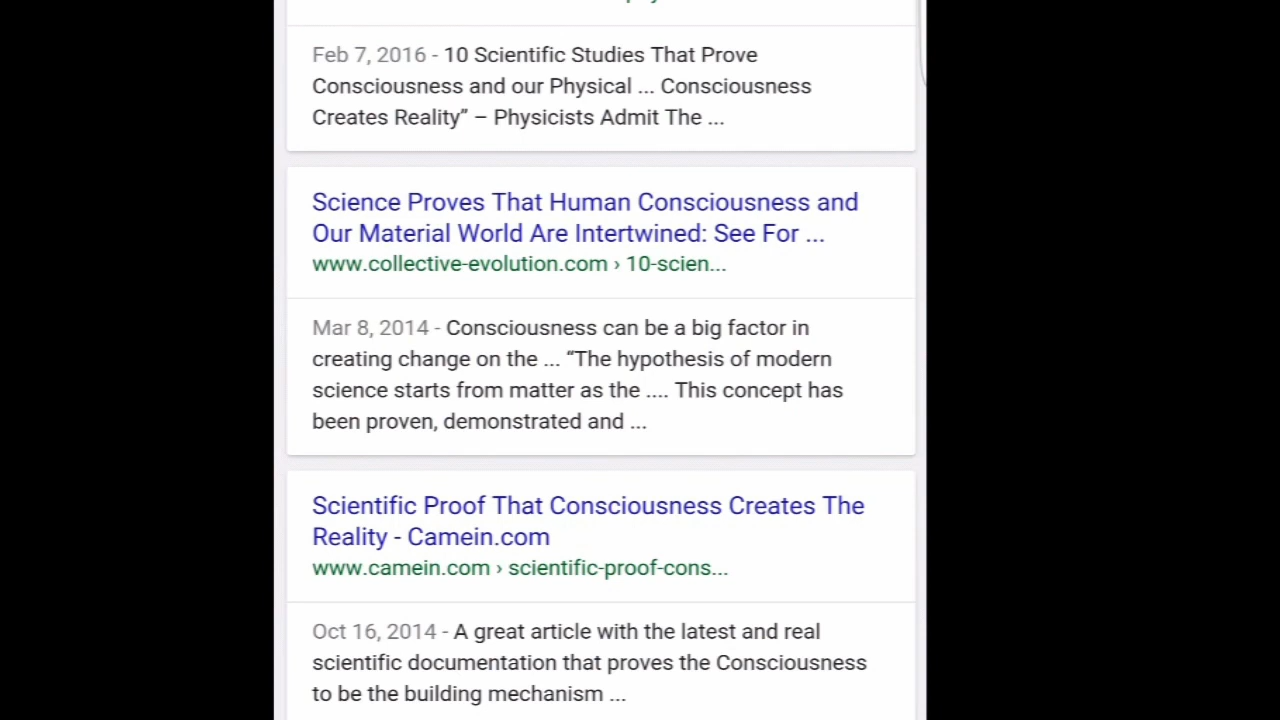 Feb 7, 2016 - 10 Scientific Studies That Prove
Consciousness and our Physical ... Consciousness
Creates Reality” – Physicists Admit The ...
Science Proves That Human Consciousness and
Our Material World Are Intertwined: See For ...
www.collective-evolution.com › 10-scien...
Mar 8, 2014 - Consciousness can be a big factor in
creating change on the ... “The hypothesis of modern
science starts from matter as the .... This concept has
been proven, demonstrated and ...
Scientific Proof That Consciousness Creates The
Reality - Camein.com
www.camein.com › scientific-proof-cons...
Oct 16, 2014 - A great article with the latest and real
scientific documentation that proves the Consciousness
to be the building mechanism ...